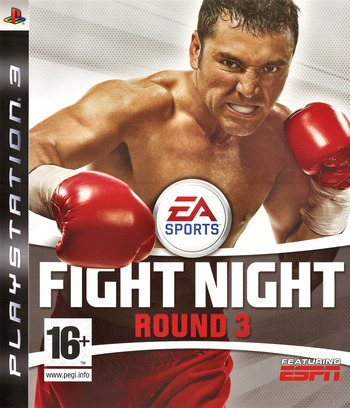 PLAYSTATION 3
EA
SPORTS
FIGHT NIGHT
ROUND 3
16+
www.pegi.info
FEATURING
ESPN